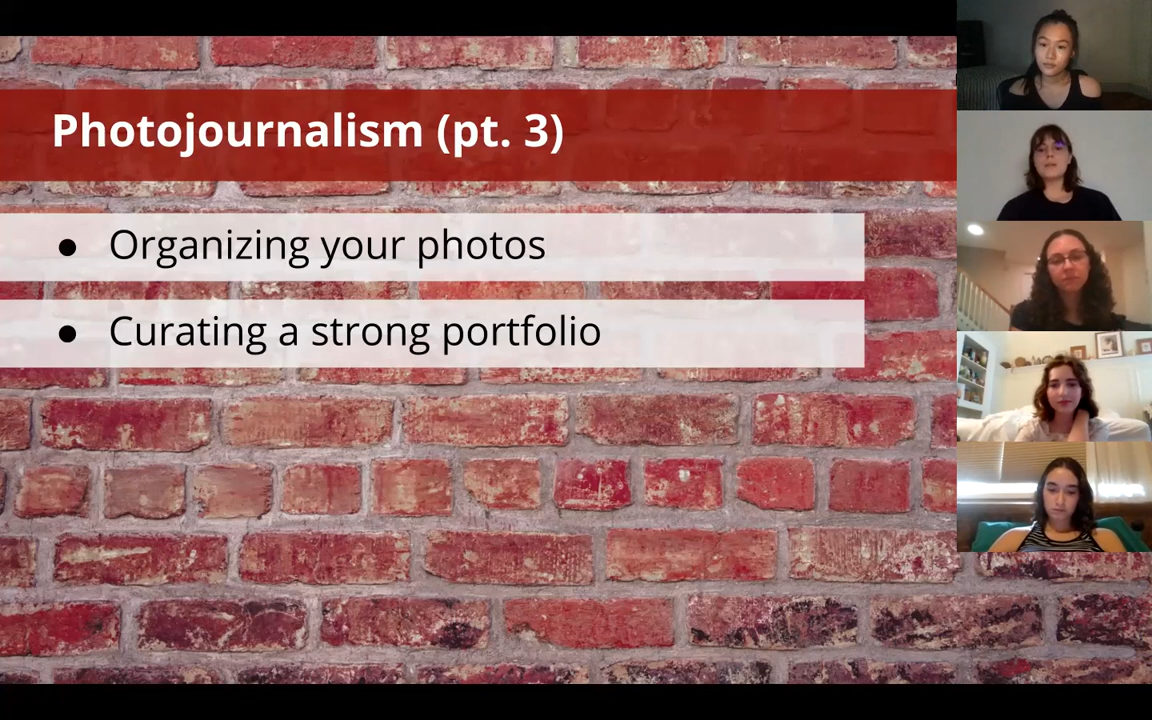 Photojournalism (pt. 3)
● Organizing your photos
● Curating a strong portfolio